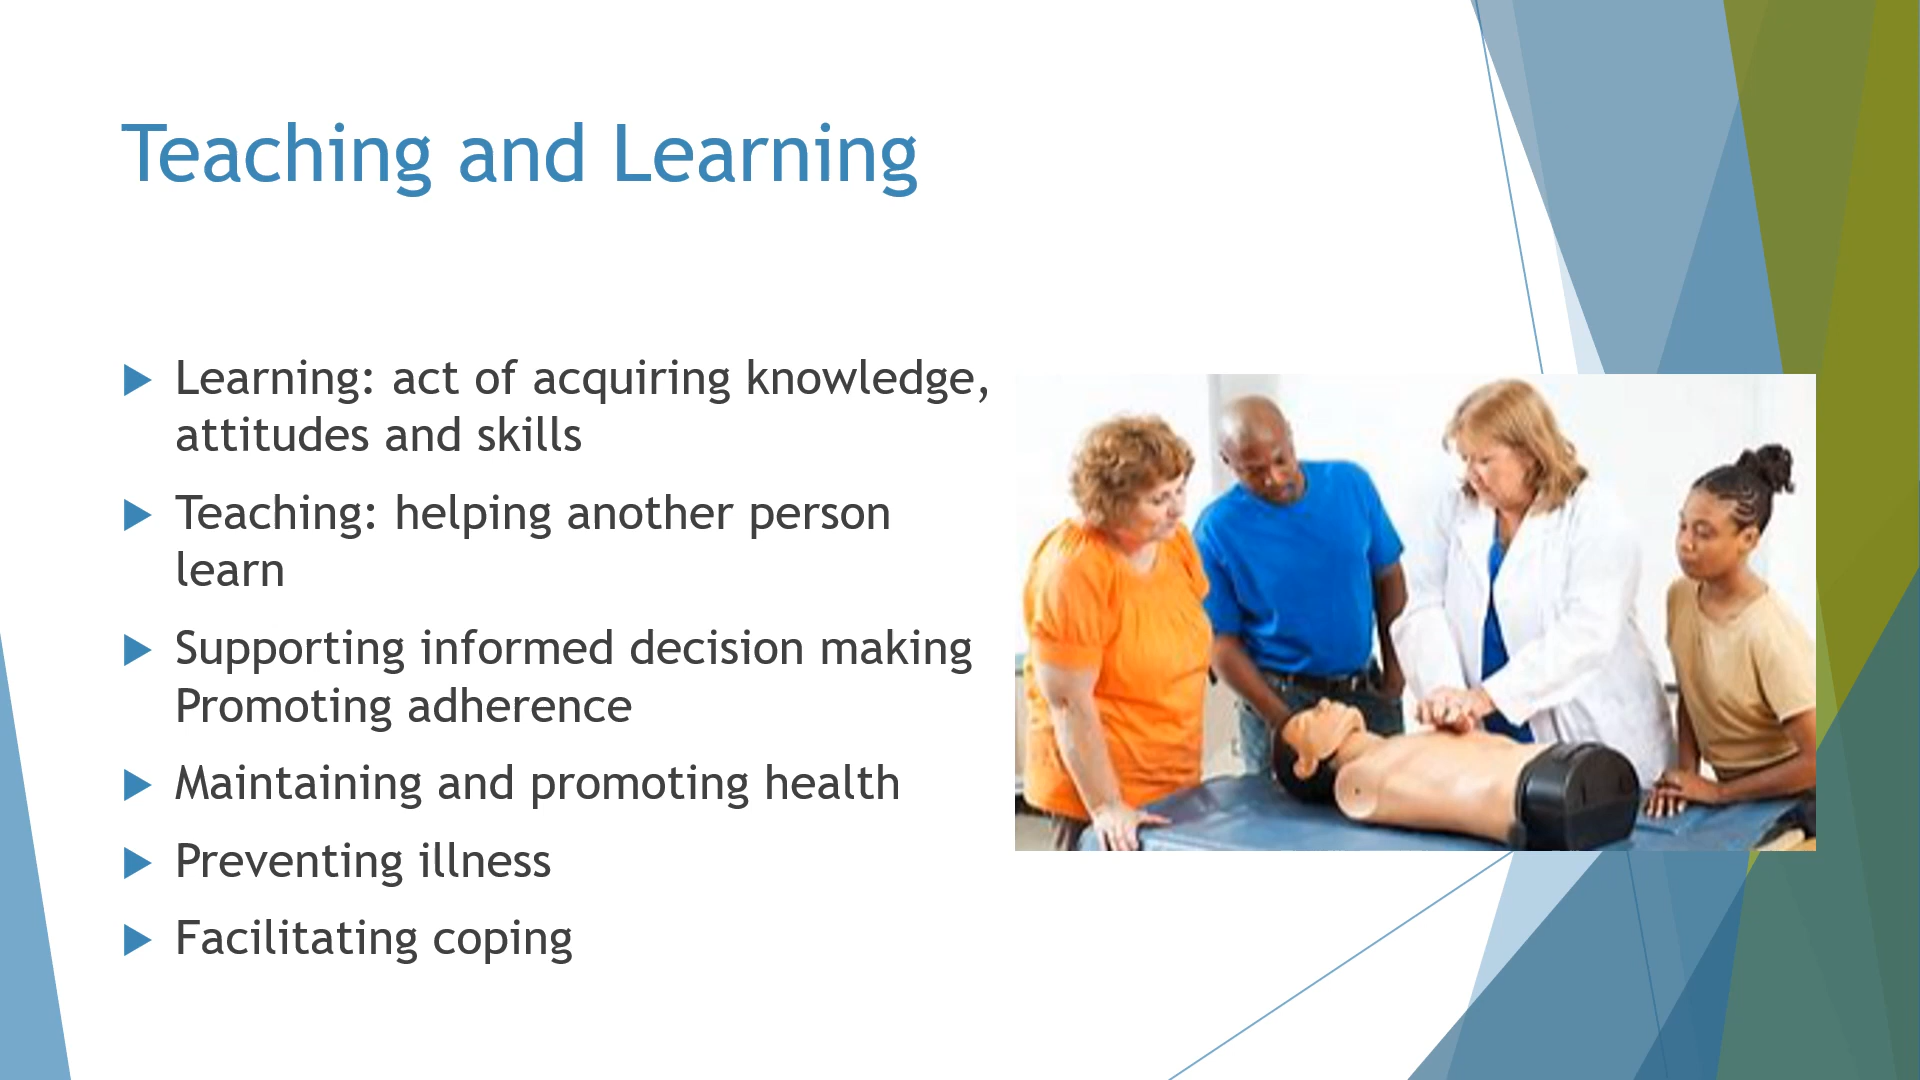 Teaching and Learning
Learning: act of acquiring knowledge,
attitudes and skills
Teaching: helping another person
learn
Supporting informed decision making
Promoting adherence
Maintaining and promoting health
Preventing illness
Facilitating coping